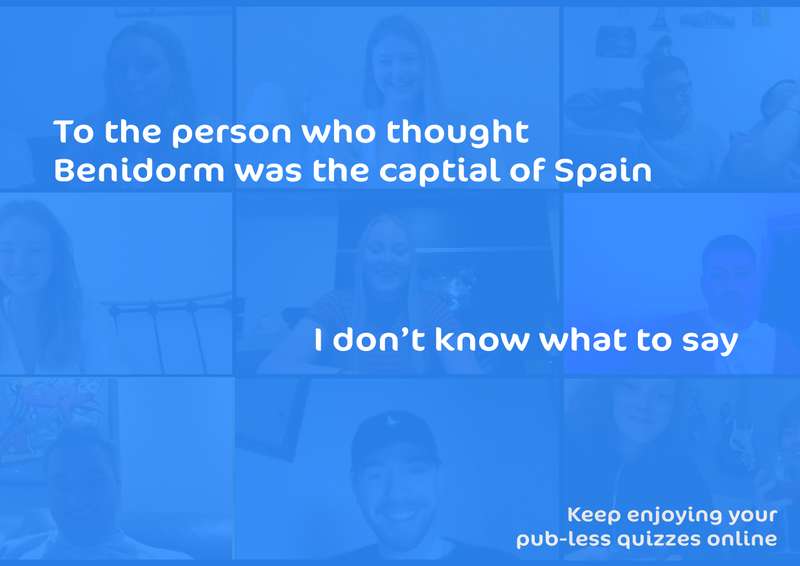 To the person who thought
Benidorm was the captial of Spain
I don’t know what to say
Keep enjoying your
pub-less quizzes online